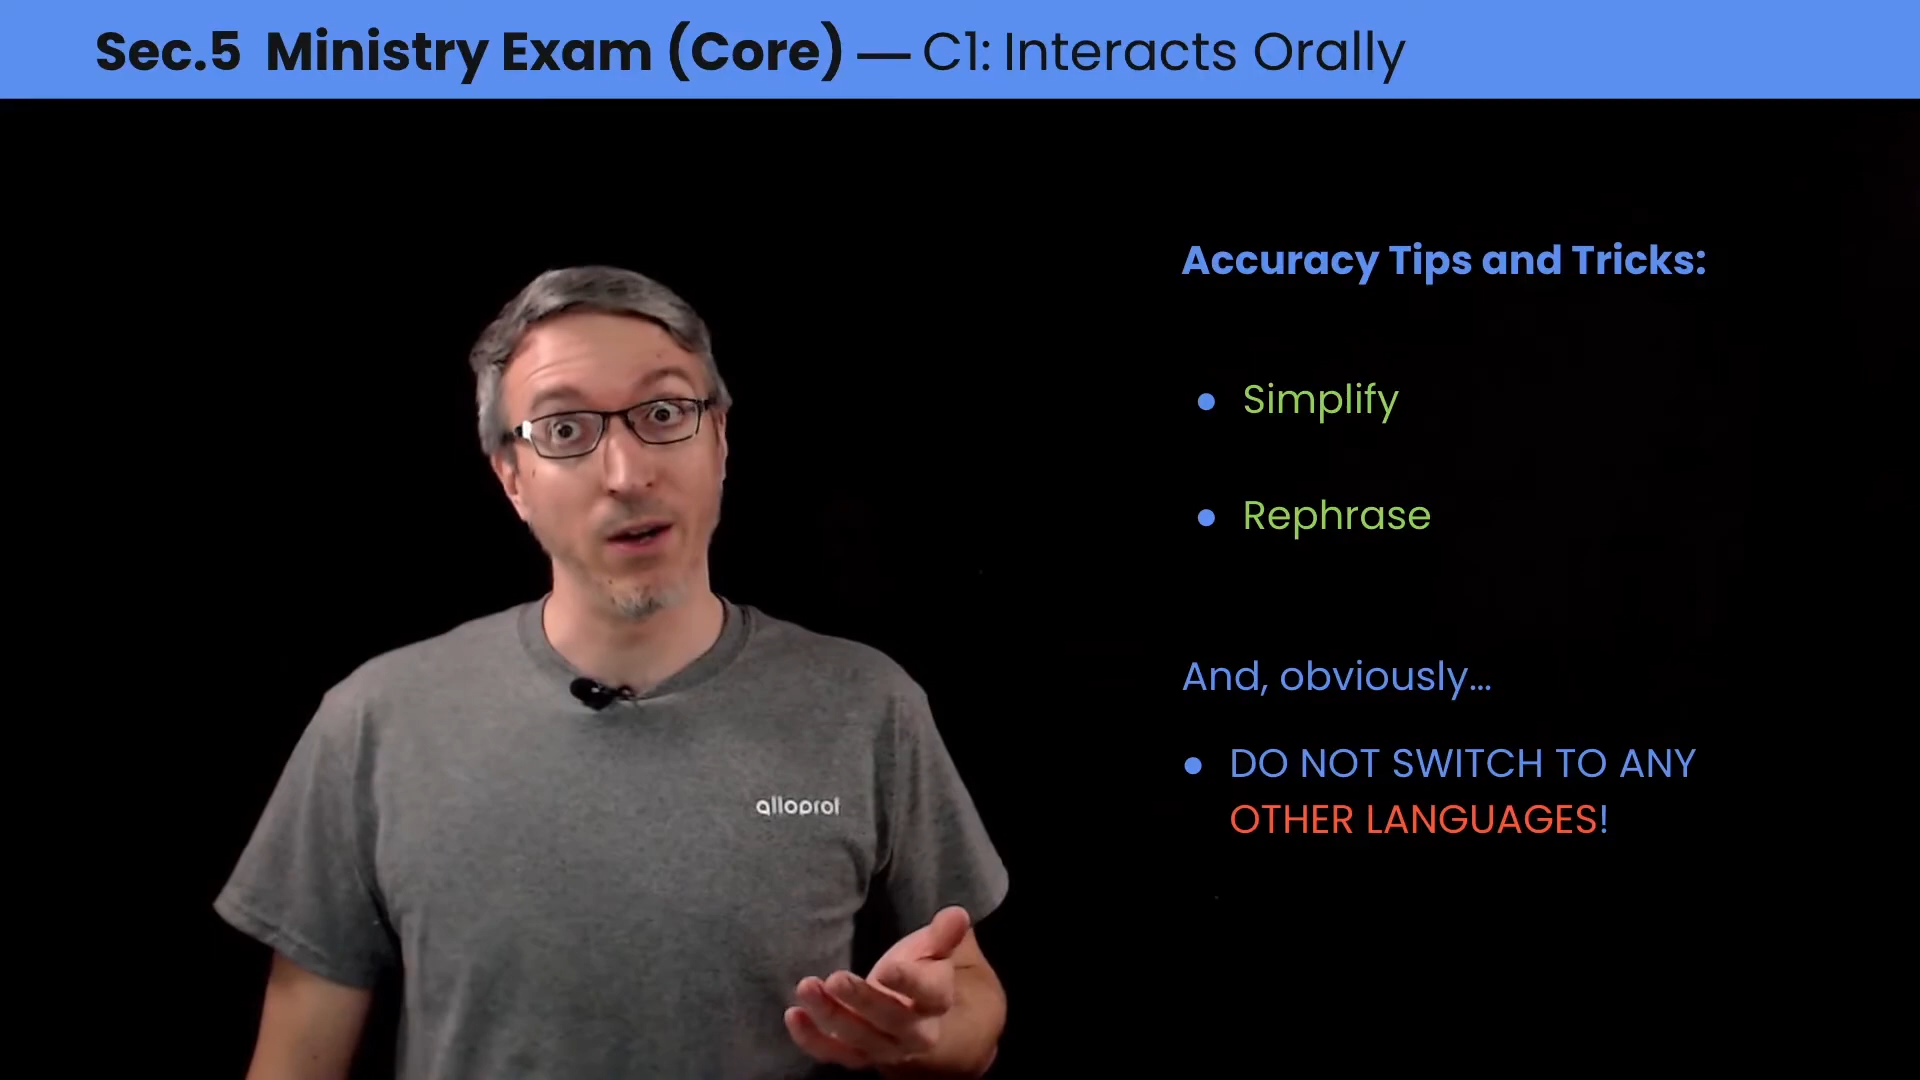 Sec.5 Ministry Exam (Core) — C1: Interacts Orally
Accuracy Tips and Tricks:
• Simplify
• Rephrase
And, obviously...
• DO NOT SWITCH TO ANY
OTHER LANGUAGES!
alloprof